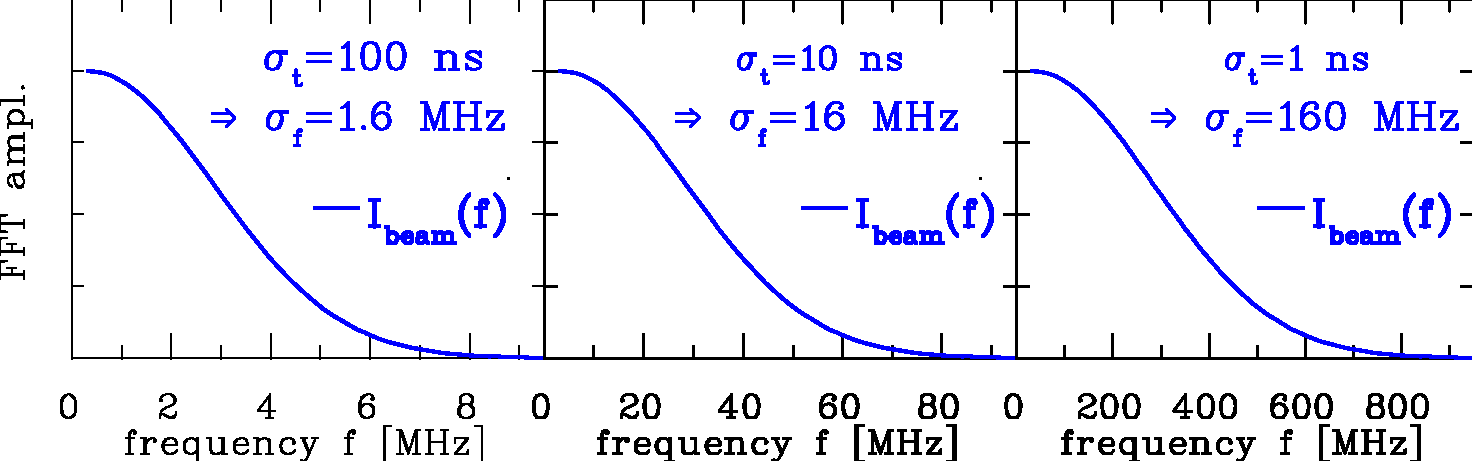 FFT ampl.
σt=100 ns
⇒ σf=1.6 MHz
Ibeam(f)
0 2 4 6 8
frequency f [MHz]
σt=10 ns
⇒ σf=16 MHz
Ibeam(f)
0 20 40 60 80
frequency f [MHz]
σt=1 ns
⇒ σf=160 MHz
Ibeam(f)
0 200 400 600 800
frequency f [MHz]